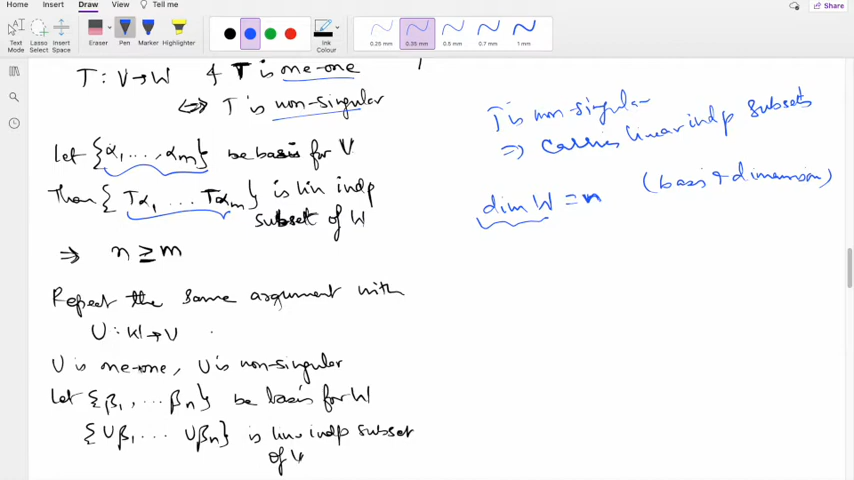 Home Insert Draw View
Share
Text Mode
Lasso Select
Insert Space
Eraser
Pen
Marker
Highlighter
Ink Colour
0.25 mm
0.35 mm
0.5 mm
0.7 mm
1 mm
T : V → W & T is one-one
⇔ T is non-singular
let {α1, ..., αm} be basis for V
Then {Tα1 ... Tαm} is lin indp
subset of W
⇒ n ≥ m
Repeat the same argument with
U : W → V
U is one-one, U is non-singular
let {β1, ... βn} be basis for W
{Uβ1, ... Uβn} is lin indp subset
of V
T is non-singular
⇒ carries linear indp subsets
dim W = n (basis & dimension)